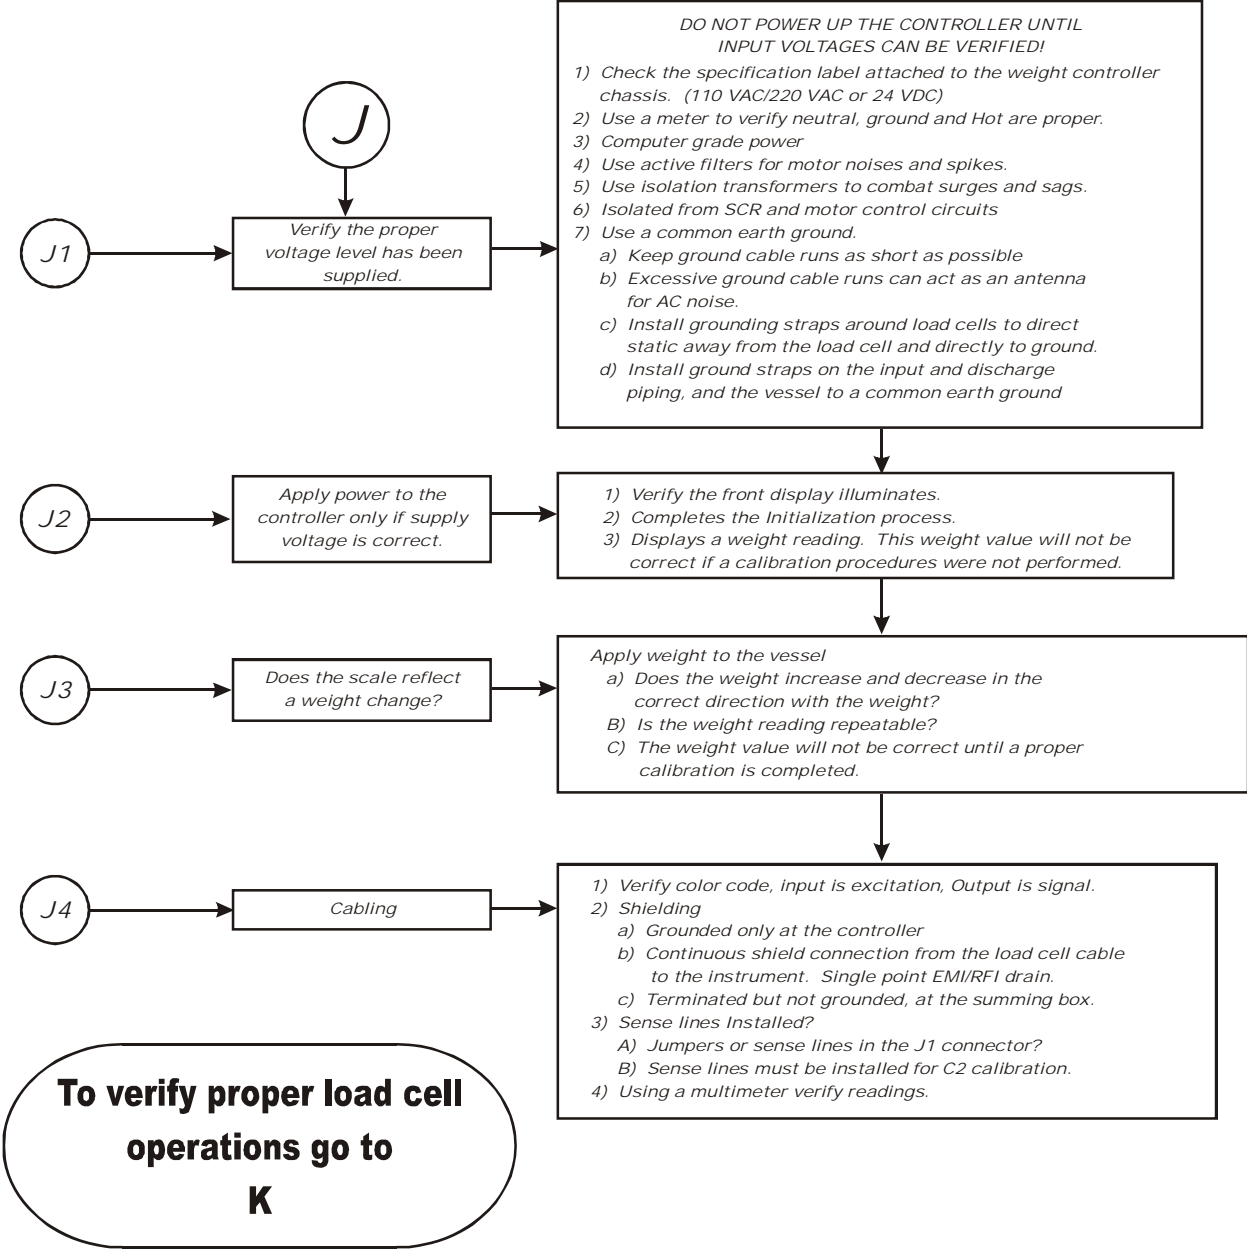 J
J1
Verify the proper
voltage level has been
supplied.
DO NOT POWER UP THE CONTROLLER UNTIL
INPUT VOLTAGES CAN BE VERIFIED!
1) Check the specification label attached to the weight controller
chassis. (110 VAC/220 VAC or 24 VDC)
2) Use a meter to verify neutral, ground and Hot are proper.
3) Computer grade power
4) Use active filters for motor noises and spikes.
5) Use isolation transformers to combat surges and sags.
6) Isolated from SCR and motor control circuits
7) Use a common earth ground.
a) Keep ground cable runs as short as possible
b) Excessive ground cable runs can act as an antenna
for AC noise.
c) Install grounding straps around load cells to direct
static away from the load cell and directly to ground.
d) Install ground straps on the input and discharge
piping, and the vessel to a common earth ground
J2
Apply power to the
controller only if supply
voltage is correct.
1) Verify the front display illuminates.
2) Completes the Initialization process.
3) Displays a weight reading. This weight value will not be
correct if a calibration procedures were not performed.
J3
Does the scale reflect
a weight change?
Apply weight to the vessel
a) Does the weight increase and decrease in the
correct direction with the weight?
B) Is the weight reading repeatable?
C) The weight value will not be correct until a proper
calibration is completed.
J4
Cabling
1) Verify color code, input is excitation, Output is signal.
2) Shielding
a) Grounded only at the controller
b) Continuous shield connection from the load cell cable
to the instrument. Single point EMI/RFI drain.
c) Terminated but not grounded, at the summing box.
3) Sense lines Installed?
A) Jumpers or sense lines in the J1 connector?
B) Sense lines must be installed for C2 calibration.
4) Using a multimeter verify readings.
To verify proper load cell
operations go to
K